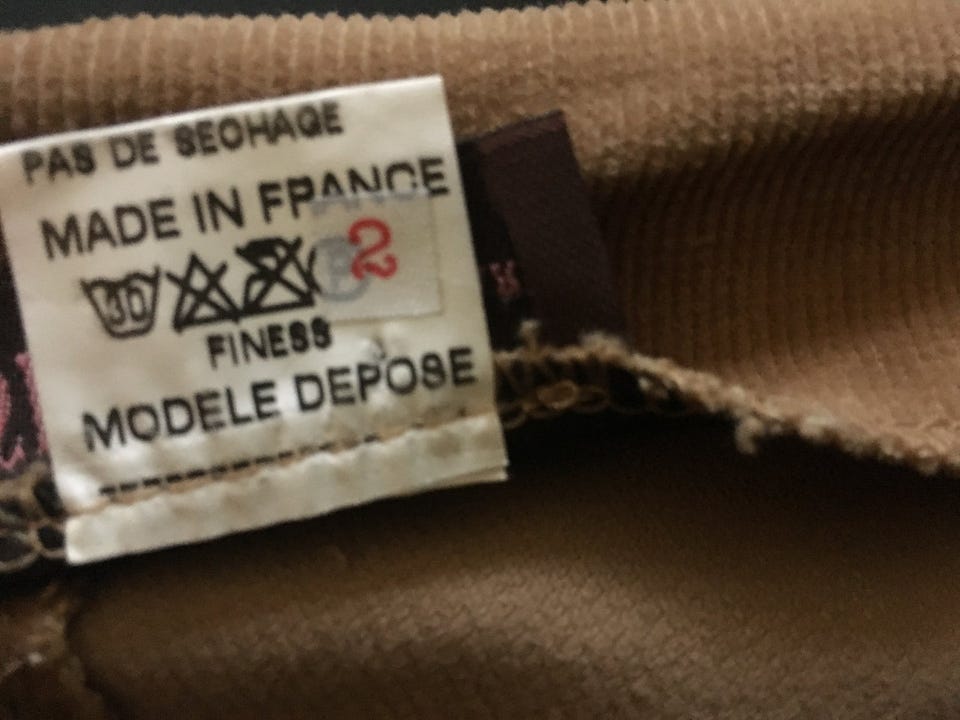 PAS DE SECHAGE
MADE IN FRANCE
30 2
FINESS
MODELE DEPOSE